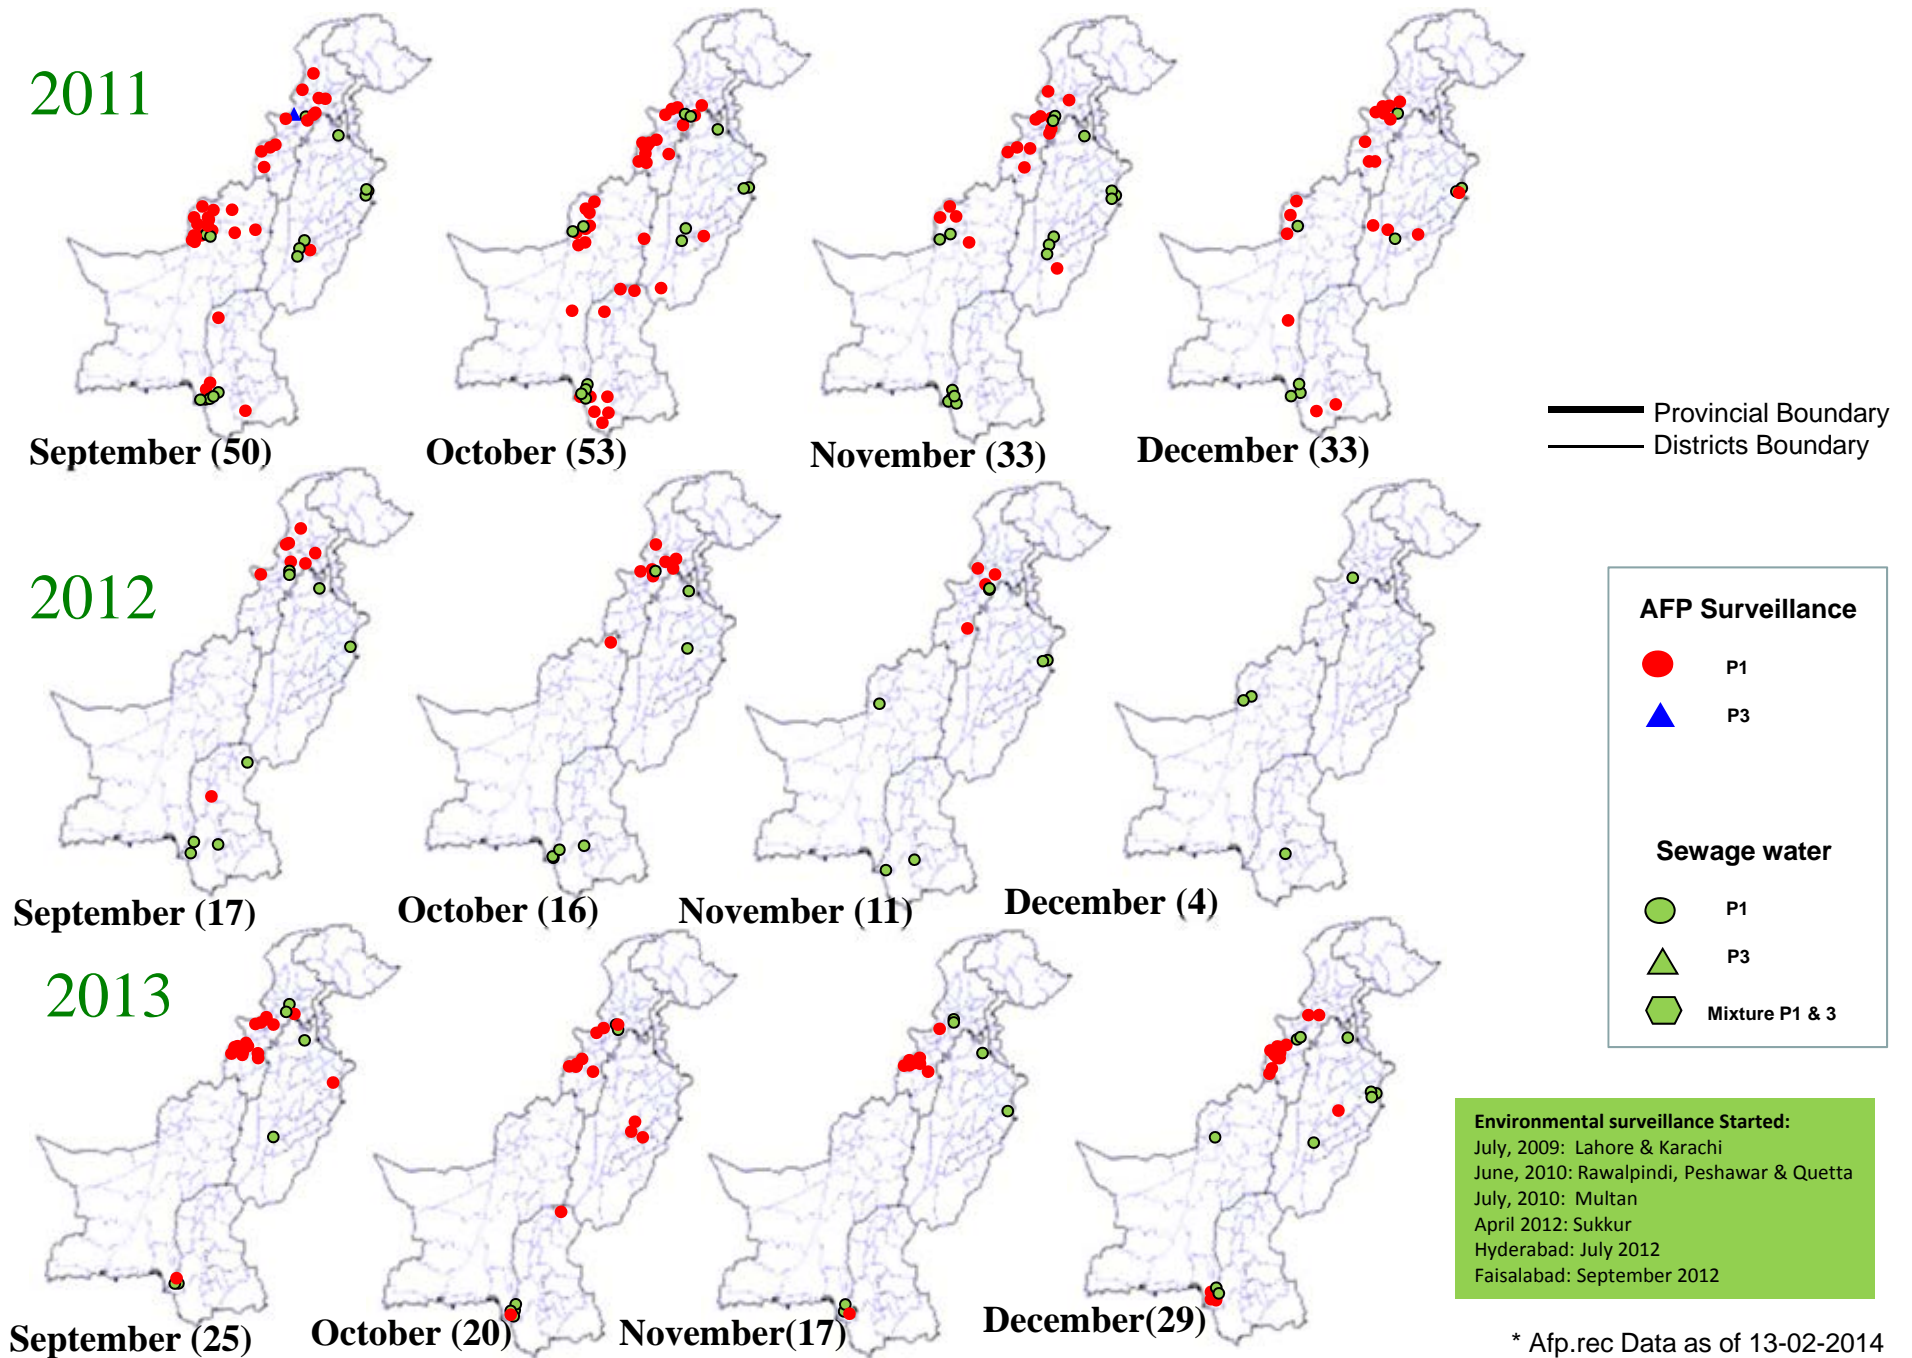 2011
September (50)
October (53)
November (33)
December (33)
Provincial Boundary
Districts Boundary
2012
September (17)
October (16)
November (11)
December (4)
AFP Surveillance
P1
P3
Sewage water
P1
P3
Mixture P1 & 3
2013
September (25)
October (20)
November(17)
December(29)
Environmental surveillance Started:
July, 2009: Lahore & Karachi
June, 2010: Rawalpindi, Peshawar & Quetta
July, 2010: Multan
April 2012: Sukkur
Hyderabad: July 2012
Faisalabad: September 2012
* Afp.rec Data as of 13-02-2014